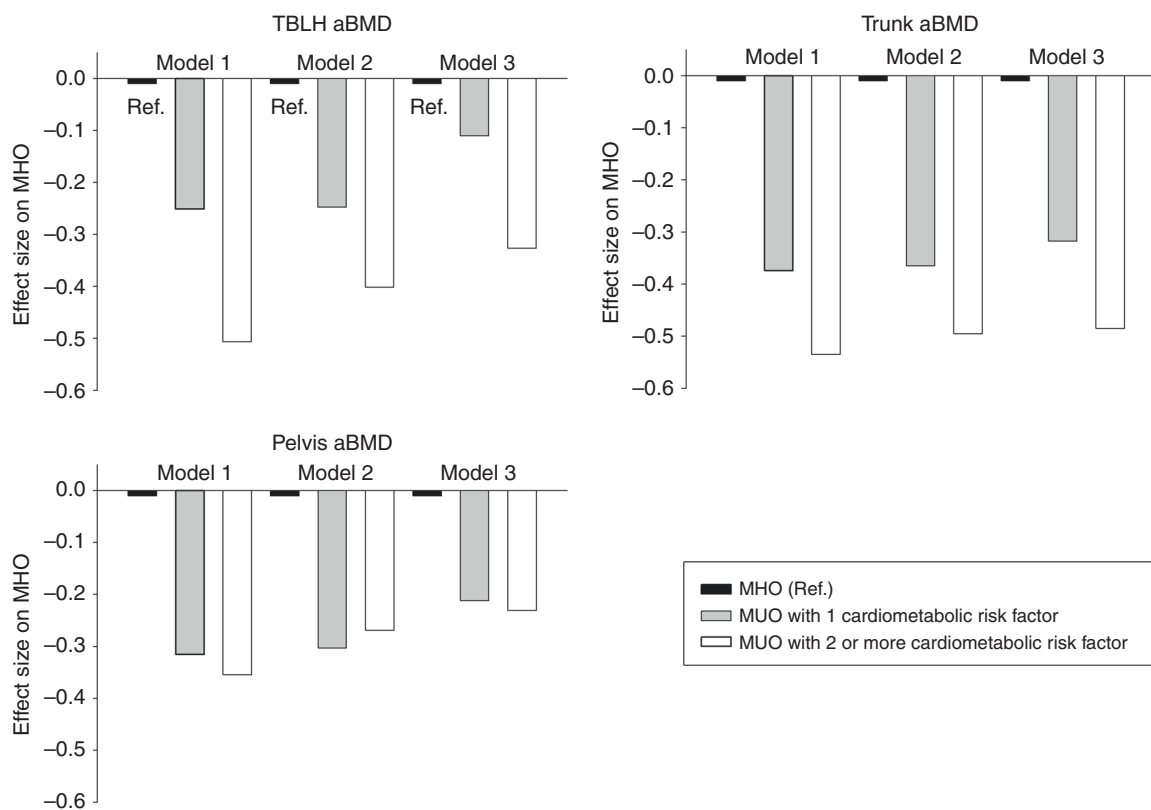 TBLH aBMD
Model 1 Model 2 Model 3
0.0
–0.1
–0.2
–0.3
–0.4
–0.5
–0.6
Ref. Ref. Ref.
Effect size on MHO
Trunk aBMD
Model 1 Model 2 Model 3
0.0
–0.1
–0.2
–0.3
–0.4
–0.5
–0.6
Effect size on MHO
Pelvis aBMD
Model 1 Model 2 Model 3
0.0
–0.1
–0.2
–0.3
–0.4
–0.5
–0.6
Effect size on MHO
MHO (Ref.)
MUO with 1 cardiometabolic risk factor
MUO with 2 or more cardiometabolic risk factor